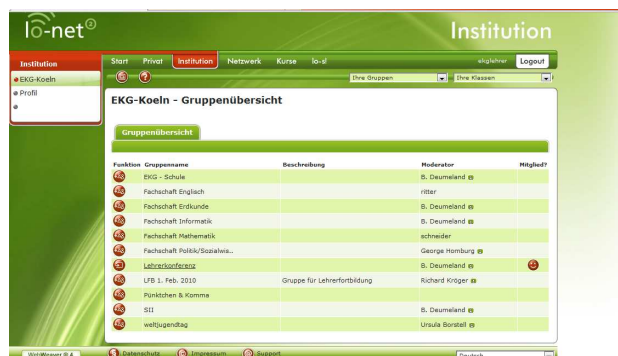 lo-net²
Institution
Institution
Start Privat Institution Netzwerk Kurse lo-sl ekglehrer Logout
EKG-Koeln
Profil
Ihre Gruppen Ihre Klassen
EKG-Koeln - Gruppenübersicht
Gruppenübersicht
Funktion Gruppenname Beschreibung Moderator Mitglied?
EKG - Schule B. Deumeland
Fachschaft Englisch ritter
Fachschaft Erdkunde B. Deumeland
Fachschaft Informatik B. Deumeland
Fachschaft Mathematik schneider
Fachschaft Politik/Sozialwis.. George Homburg
Lehrerkonferenz B. Deumeland
LFB 1. Feb. 2010 Gruppe für Lehrerfortbildung Richard Kröger
Pünktchen & Komma
SII B. Deumeland
weltjugendtag Ursula Borstell
WebWeaver ® 4 Datenschutz Impressum Support Deutsch